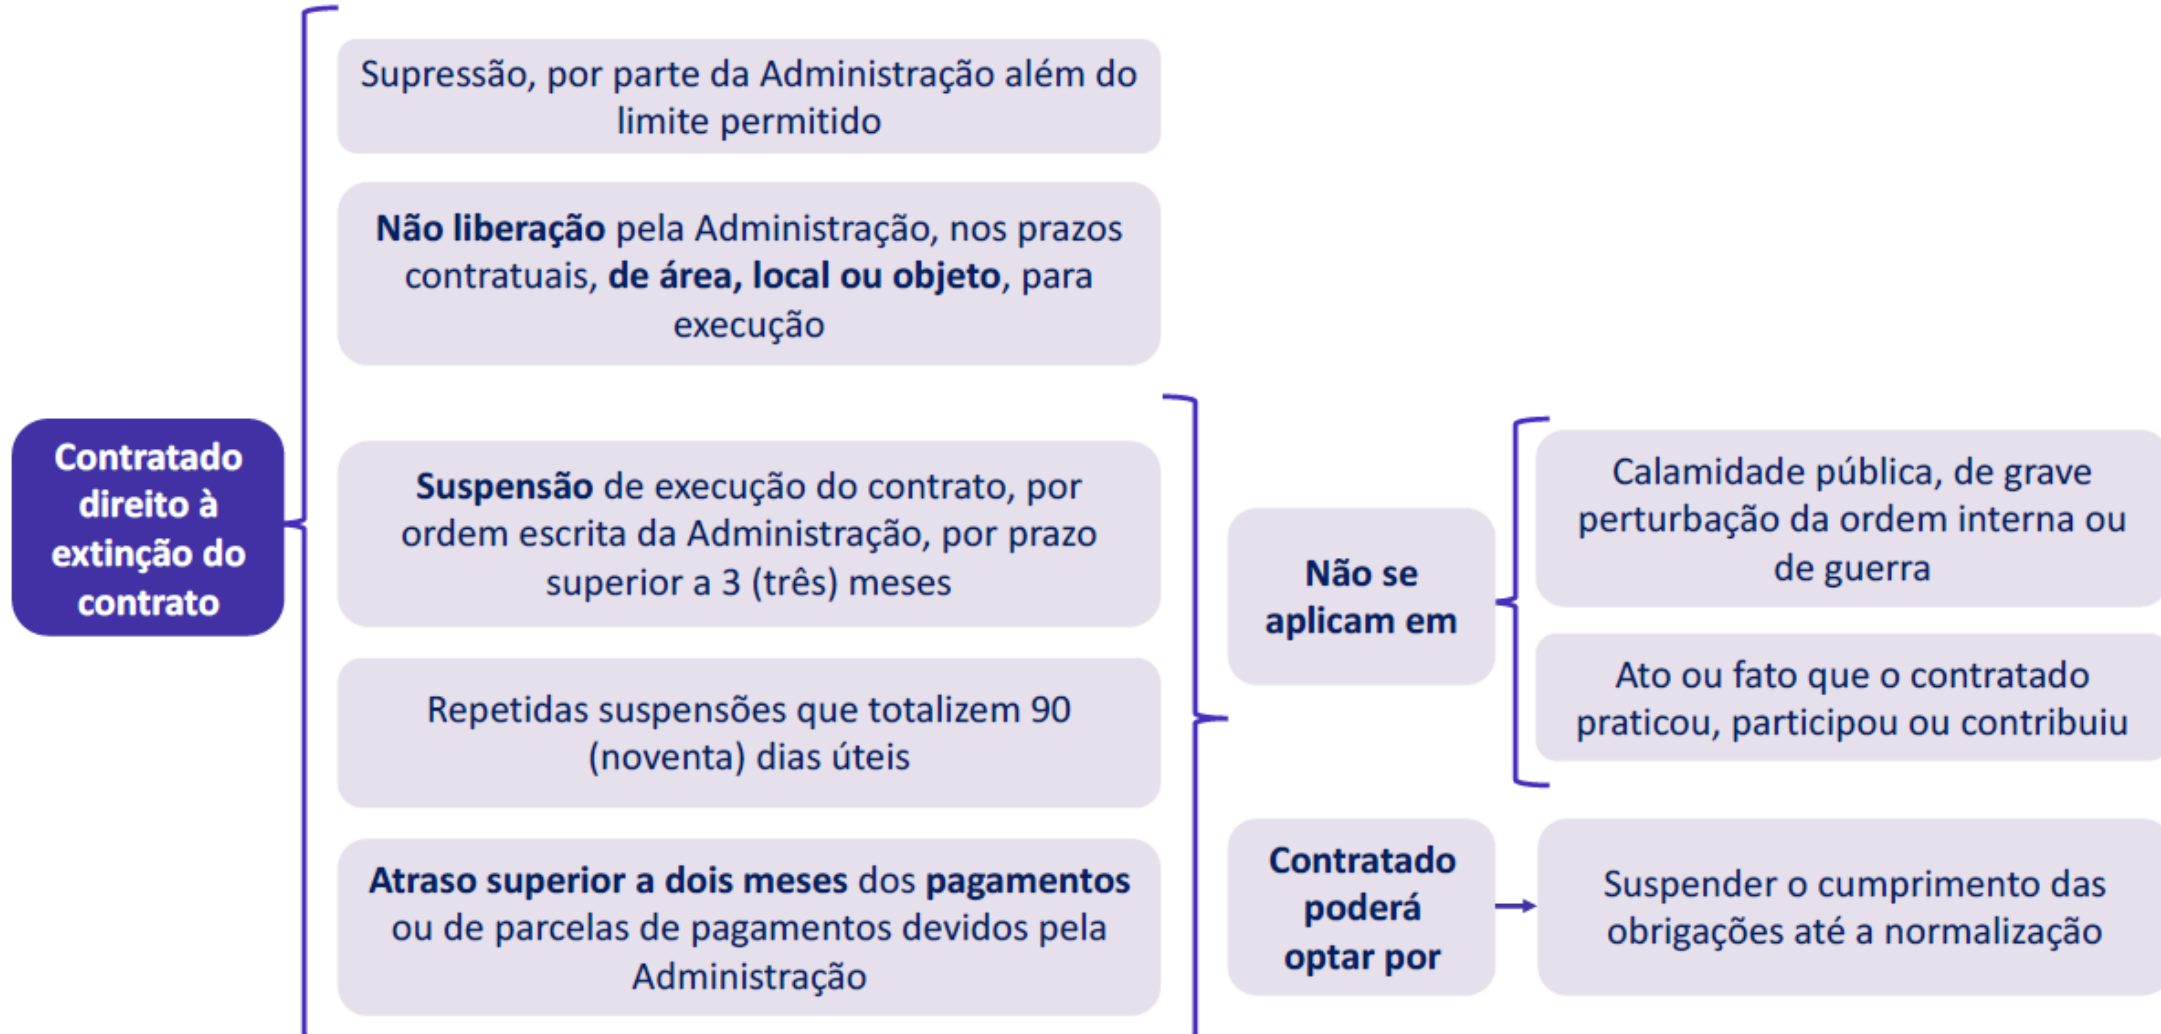 Contratado
direito à
extinção do
contrato
Supressão, por parte da Administração além do
limite permitido
Não liberação pela Administração, nos prazos
contratuais, de área, local ou objeto, para
execução
Suspensão de execução do contrato, por
ordem escrita da Administração, por prazo
superior a 3 (três) meses
Repetidas suspensões que totalizem 90
(noventa) dias úteis
Atraso superior a dois meses dos pagamentos
ou de parcelas de pagamentos devidos pela
Administração
Não se
aplicam em
Calamidade pública, de grave
perturbação da ordem interna ou
de guerra
Ato ou fato que o contratado
praticou, participou ou contribuiu
Contratado
poderá
optar por
Suspender o cumprimento das
obrigações até a normalização